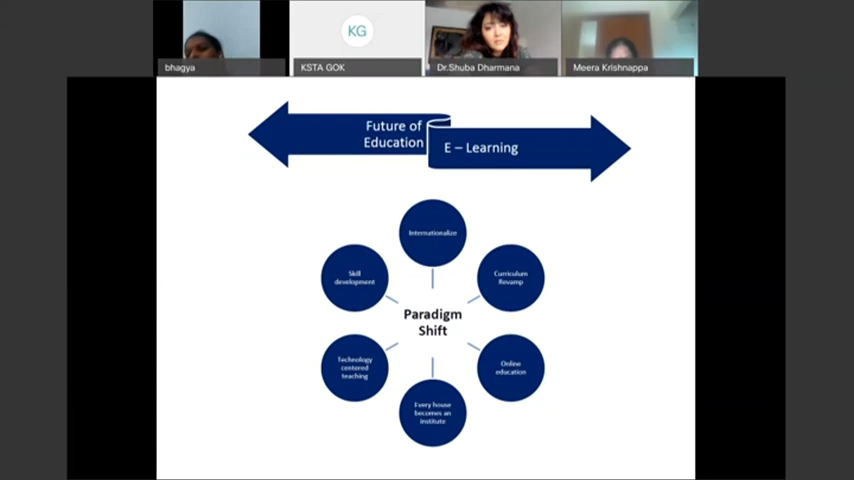 KG
bhagya
KSTA GOK
Dr.Shuba Dharmana
Meera Krishnappa
Future of
Education
E – Learning
Internationalize
Skill
development
Curriculum
Revamp
Paradigm
Shift
Technology
centered
teaching
Online
education
Every house
becomes an
institute